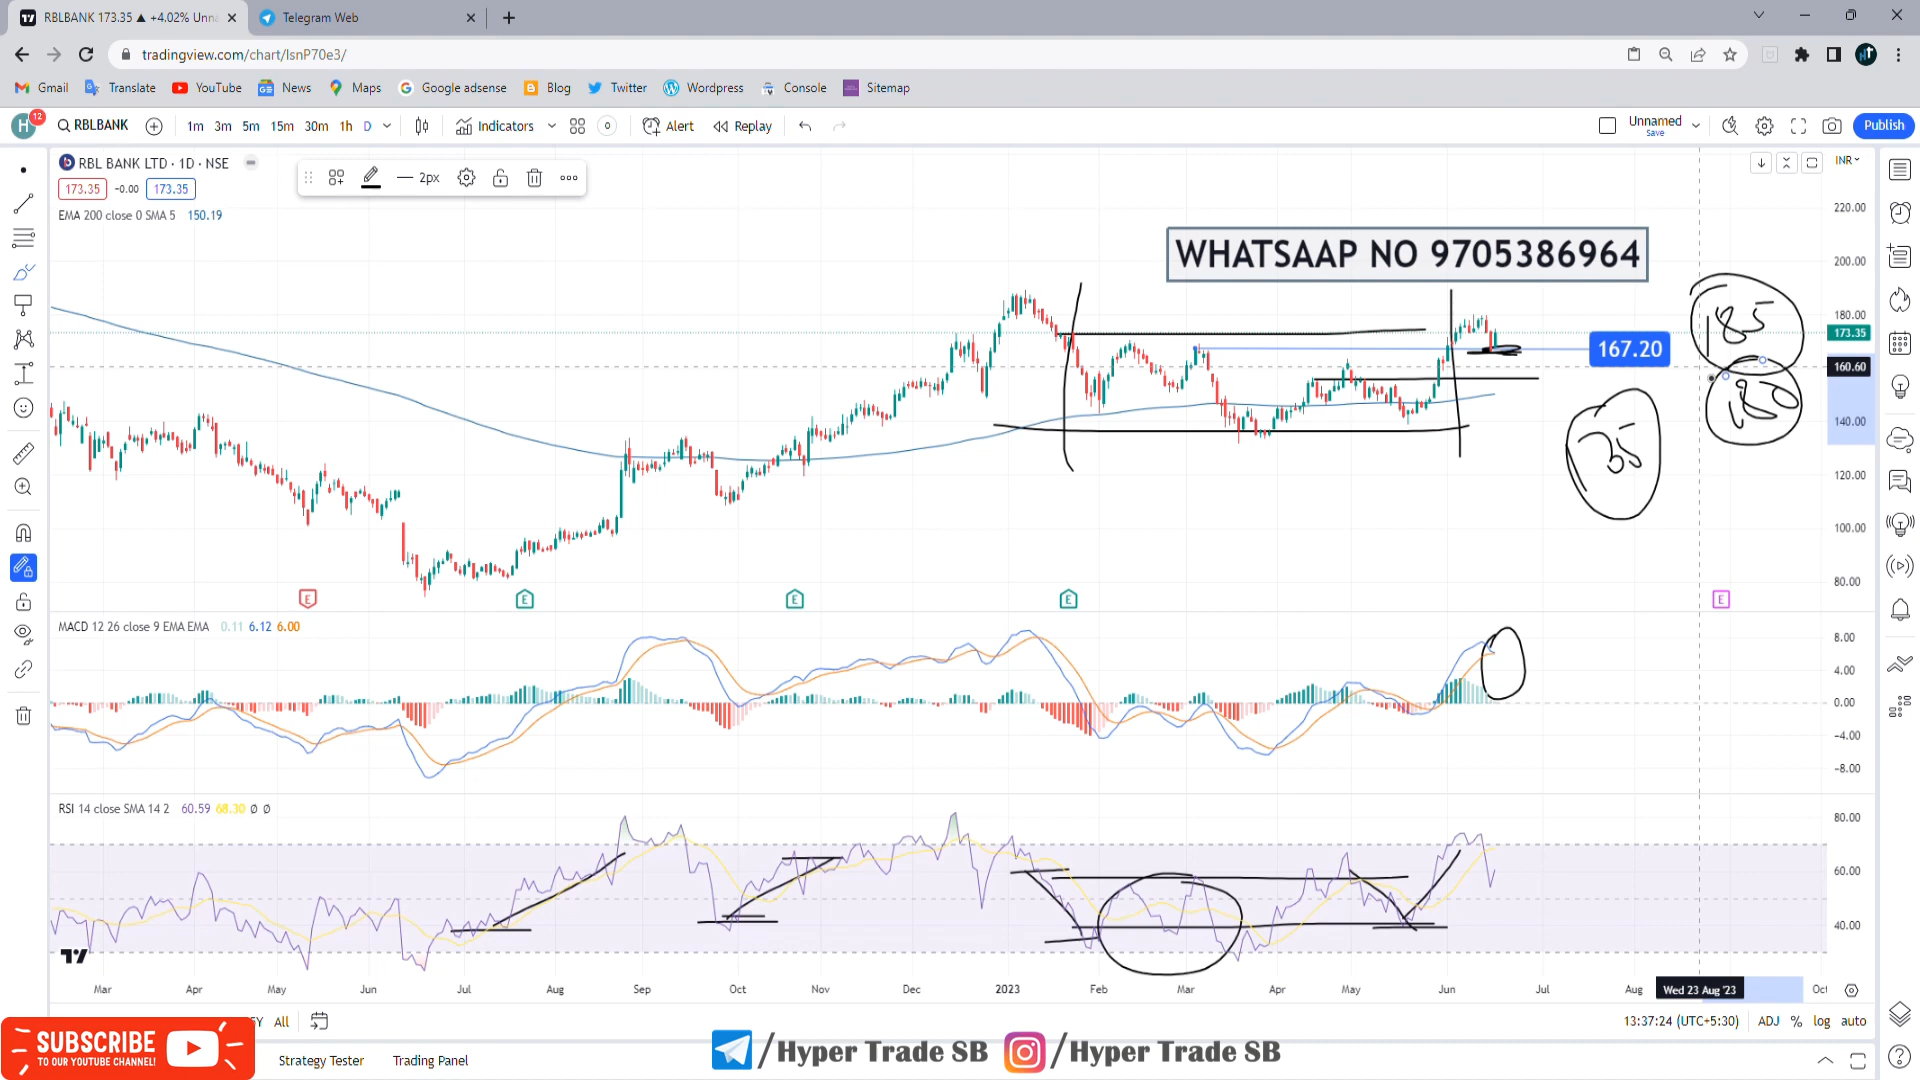 RBLBANK 173.35 ▲ +4.02% Unna
Telegram Web
tradingview.com/chart/lsnP70e3/
Gmail Translate YouTube News Maps Google adsense Blog Twitter Wordpress Console Sitemap
H 12 RBLBANK 1m 3m 5m 15m 30m 1h D Indicators Alert Replay Unnamed Save Publish
RBL BANK LTD · 1D · NSE
2px
INR
173.35 -0.00 173.35
EMA 200 close 0 SMA 5 150.19
WHATSAAP NO 9705386964
220.00
200.00
180.00
173.35
160.60
140.00
120.00
100.00
80.00
167.20
185
180
35
E E E E E
MACD 12 26 close 9 EMA EMA 0.11 6.12 6.00
8.00
4.00
0.00
-4.00
-8.00
RSI 14 close SMA 14 2 60.59 68.30 Ø Ø
80.00
60.00
40.00
Mar Apr May Jun Jul Aug Sep Oct Nov Dec 2023 Feb Mar Apr May Jun Jul Aug Wed 23 Aug '23 Oct
All
13:37:24 (UTC+5:30) ADJ % log auto
SUBSCRIBE
TO OUR YOUTUBE CHANNEL!
Strategy Tester Trading Panel
/Hyper Trade SB /Hyper Trade SB